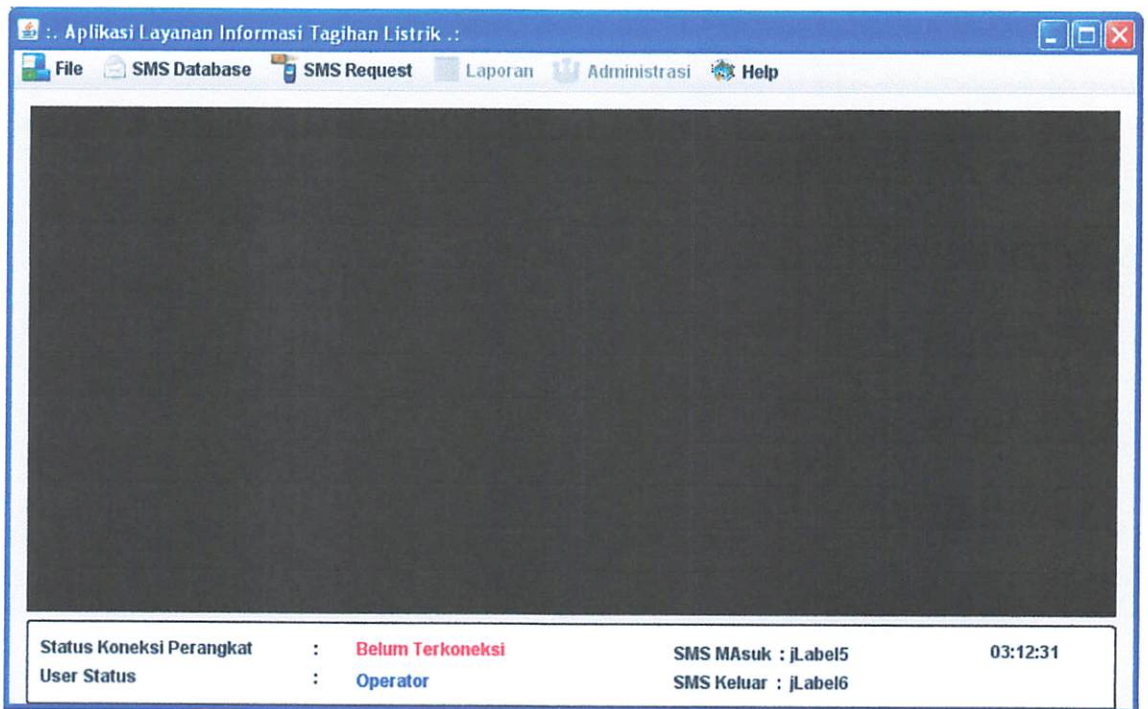 :. Aplikasi Layanan Informasi Tagihan Listrik .:
File SMS Database SMS Request Laporan Administrasi Help
Status Koneksi Perangkat : Belum Terkoneksi SMS MAsuk : jLabel5 03:12:31
User Status : Operator SMS Keluar : jLabel6